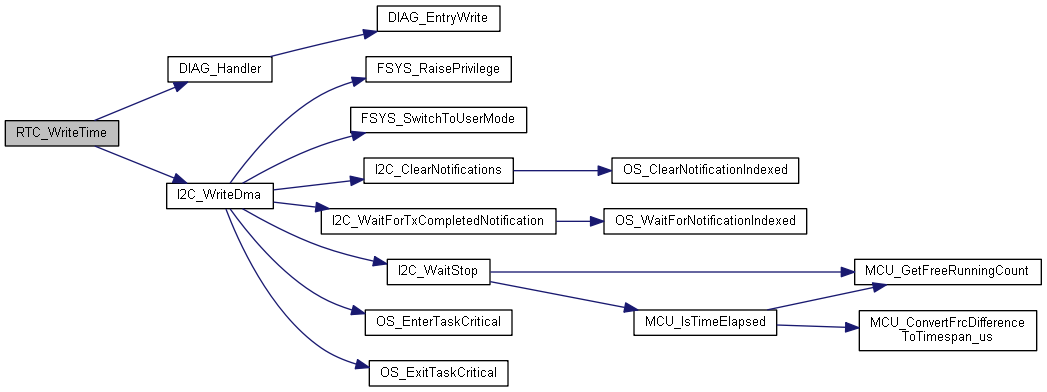 DIAG_EntryWrite
DIAG_Handler
FSYS_RaisePrivilege
FSYS_SwitchToUserMode
RTC_WriteTime
I2C_ClearNotifications
OS_ClearNotificationIndexed
I2C_WriteDma
I2C_WaitForTxCompletedNotification
OS_WaitForNotificationIndexed
I2C_WaitStop
MCU_GetFreeRunningCount
OS_EnterTaskCritical
MCU_IsTimeElapsed
MCU_ConvertFrcDifference
ToTimespan_us
OS_ExitTaskCritical